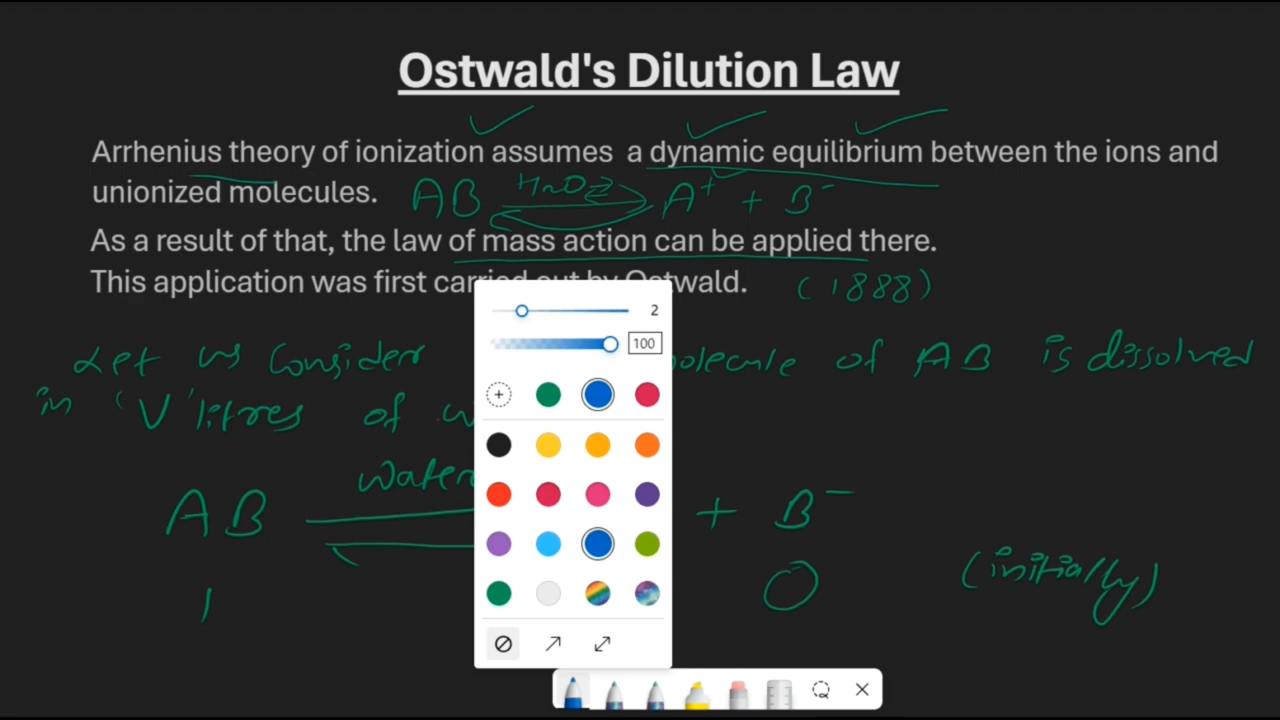 Ostwald's Dilution Law
Arrhenius theory of ionization assumes a dynamic equilibrium between the ions and
unionized molecules. AB H2O A+ + B-
As a result of that, the law of mass action can be applied there.
This application was first carried out by Ostwald. (1888)
2
100
Let us Consider of AB is dissolved
in 'V' litres of
water
AB + B-
1 0 (initially)